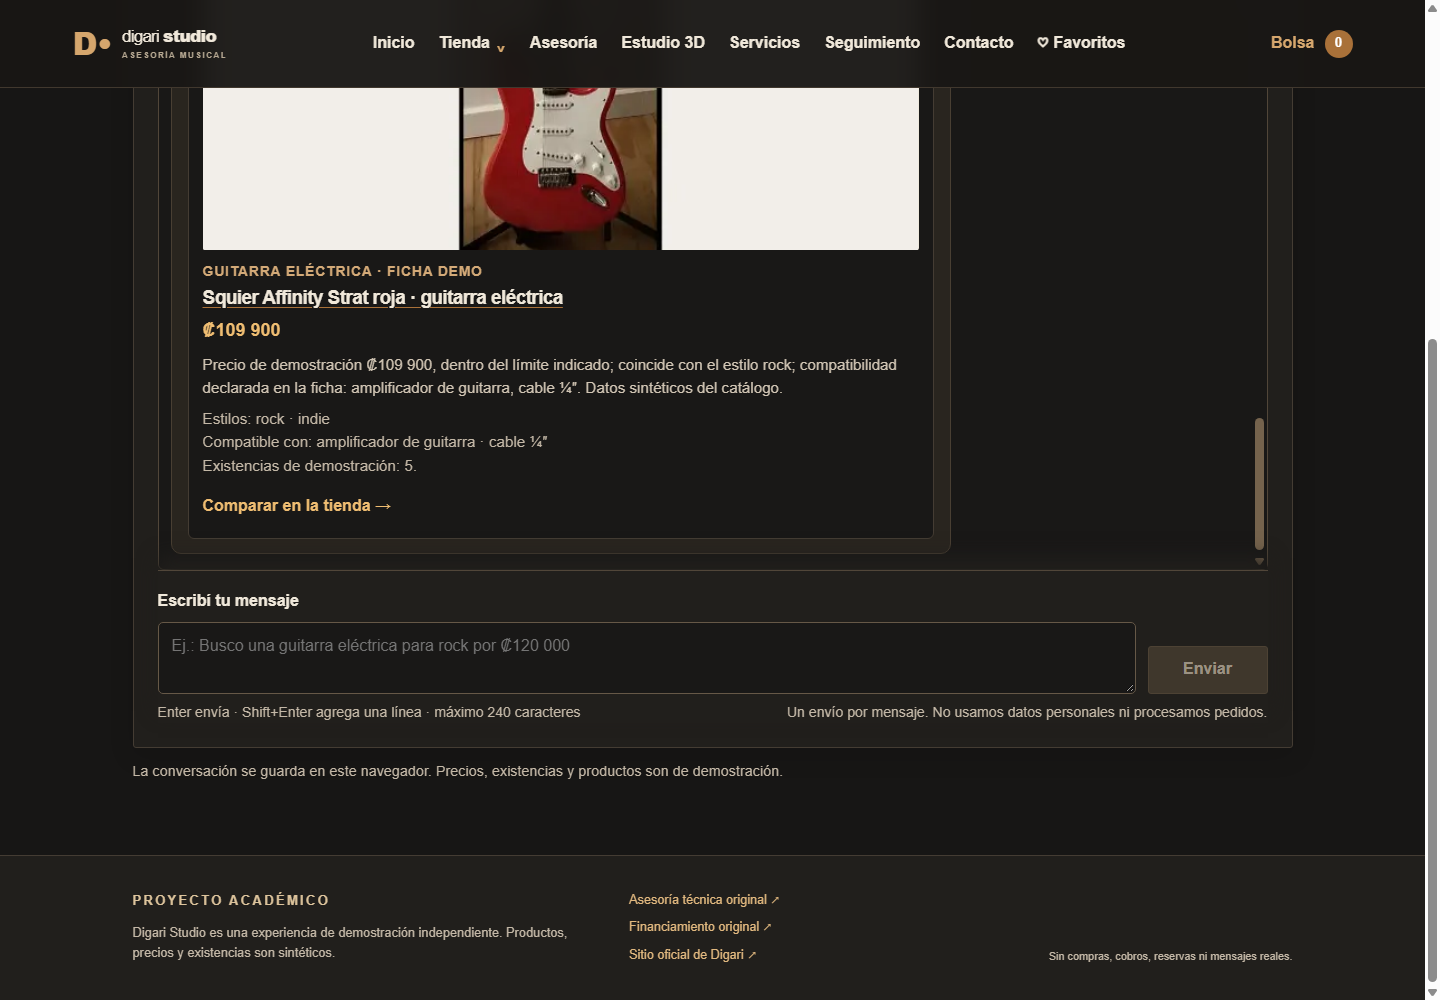 D•
digari studio
ASESORÍA MUSICAL
Inicio
Tienda v
Asesoría
Estudio 3D
Servicios
Seguimiento
Contacto
♡ Favoritos
Bolsa 0
GUITARRA ELÉCTRICA · FICHA DEMO
Squier Affinity Strat roja · guitarra eléctrica
₡109 900
Precio de demostración ₡109 900, dentro del límite indicado; coincide con el estilo rock; compatibilidad
declarada en la ficha: amplificador de guitarra, cable ¼″. Datos sintéticos del catálogo.
Estilos: rock · indie
Compatible con: amplificador de guitarra · cable ¼″
Existencias de demostración: 5.
Comparar en la tienda →
Escribí tu mensaje
Ej.: Busco una guitarra eléctrica para rock por ₡120 000
Enviar
Enter envía · Shift+Enter agrega una línea · máximo 240 caracteres
Un envío por mensaje. No usamos datos personales ni procesamos pedidos.
La conversación se guarda en este navegador. Precios, existencias y productos son de demostración.
PROYECTO ACADÉMICO
Digari Studio es una experiencia de demostración independiente. Productos,
precios y existencias son sintéticos.
Asesoría técnica original ↗
Financiamiento original ↗
Sitio oficial de Digari ↗
Sin compras, cobros, reservas ni mensajes reales.